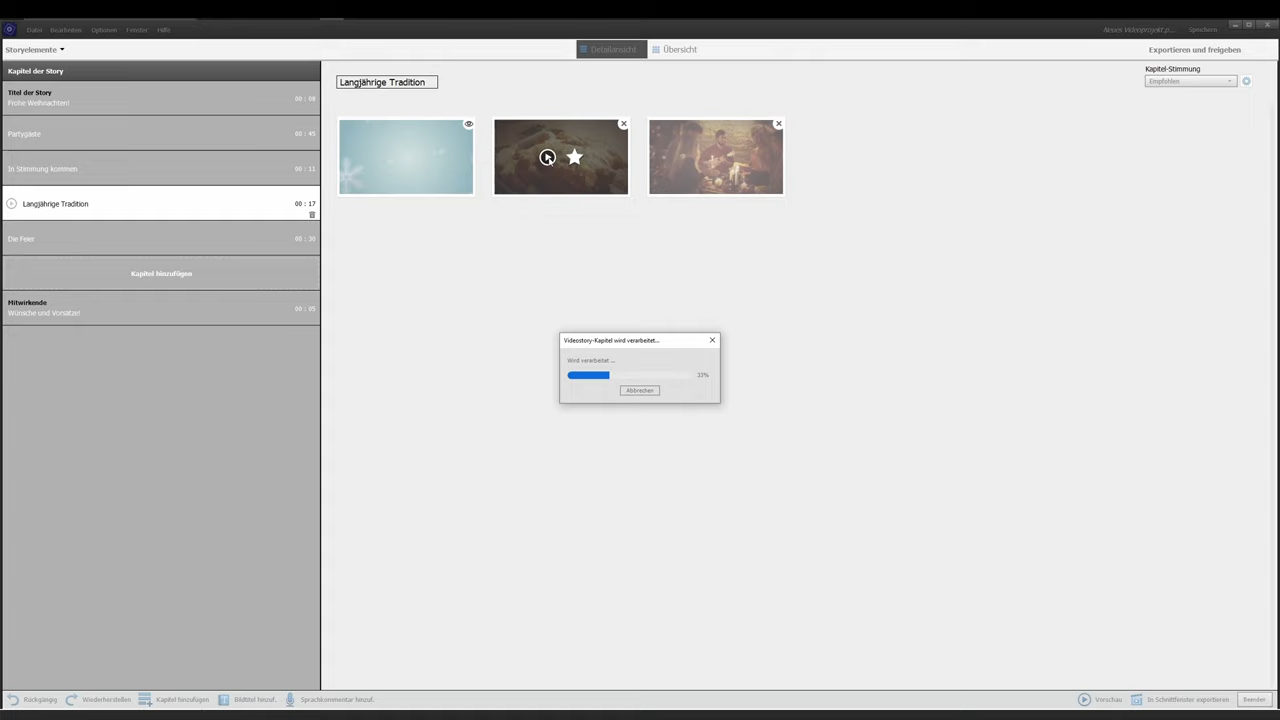 Datei Bearbeiten Optionen Fenster Hilfe
Neues Videoprojekt.p... Speichern
Storyelemente
Detailansicht Übersicht
Exportieren und freigeben
Kapitel der Story
Langjährige Tradition
Kapitel-Stimmung
Empfohlen
Titel der Story
Frohe Weihnachten!
00 : 08
Partygäste
00 : 45
In Stimmung kommen
00 : 11
Langjährige Tradition
00 : 17
Die Feier
00 : 30
Kapitel hinzufügen
Mitwirkende
Wünsche und Vorsätze!
00 : 05
Videostory-Kapitel wird verarbeitet...
Wird verarbeitet ...
33%
Abbrechen
Rückgängig Wiederherstellen Kapitel hinzufügen Bildtitel hinzuf. Sprachkommentar hinzuf.
Vorschau In Schnittfenster exportieren Beenden